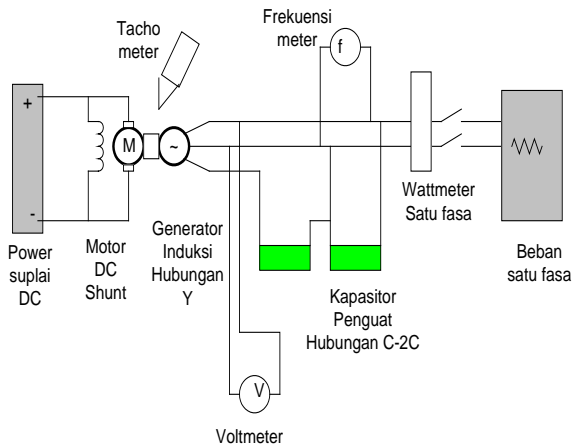 Tacho
meter
Frekuensi
meter
f
+
-
M
~
V
Power
suplai
DC
Motor
DC
Shunt
Generator
Induksi
Hubungan
Y
Kapasitor
Penguat
Hubungan C-2C
Wattmeter
Satu fasa
Beban
satu fasa
Voltmeter